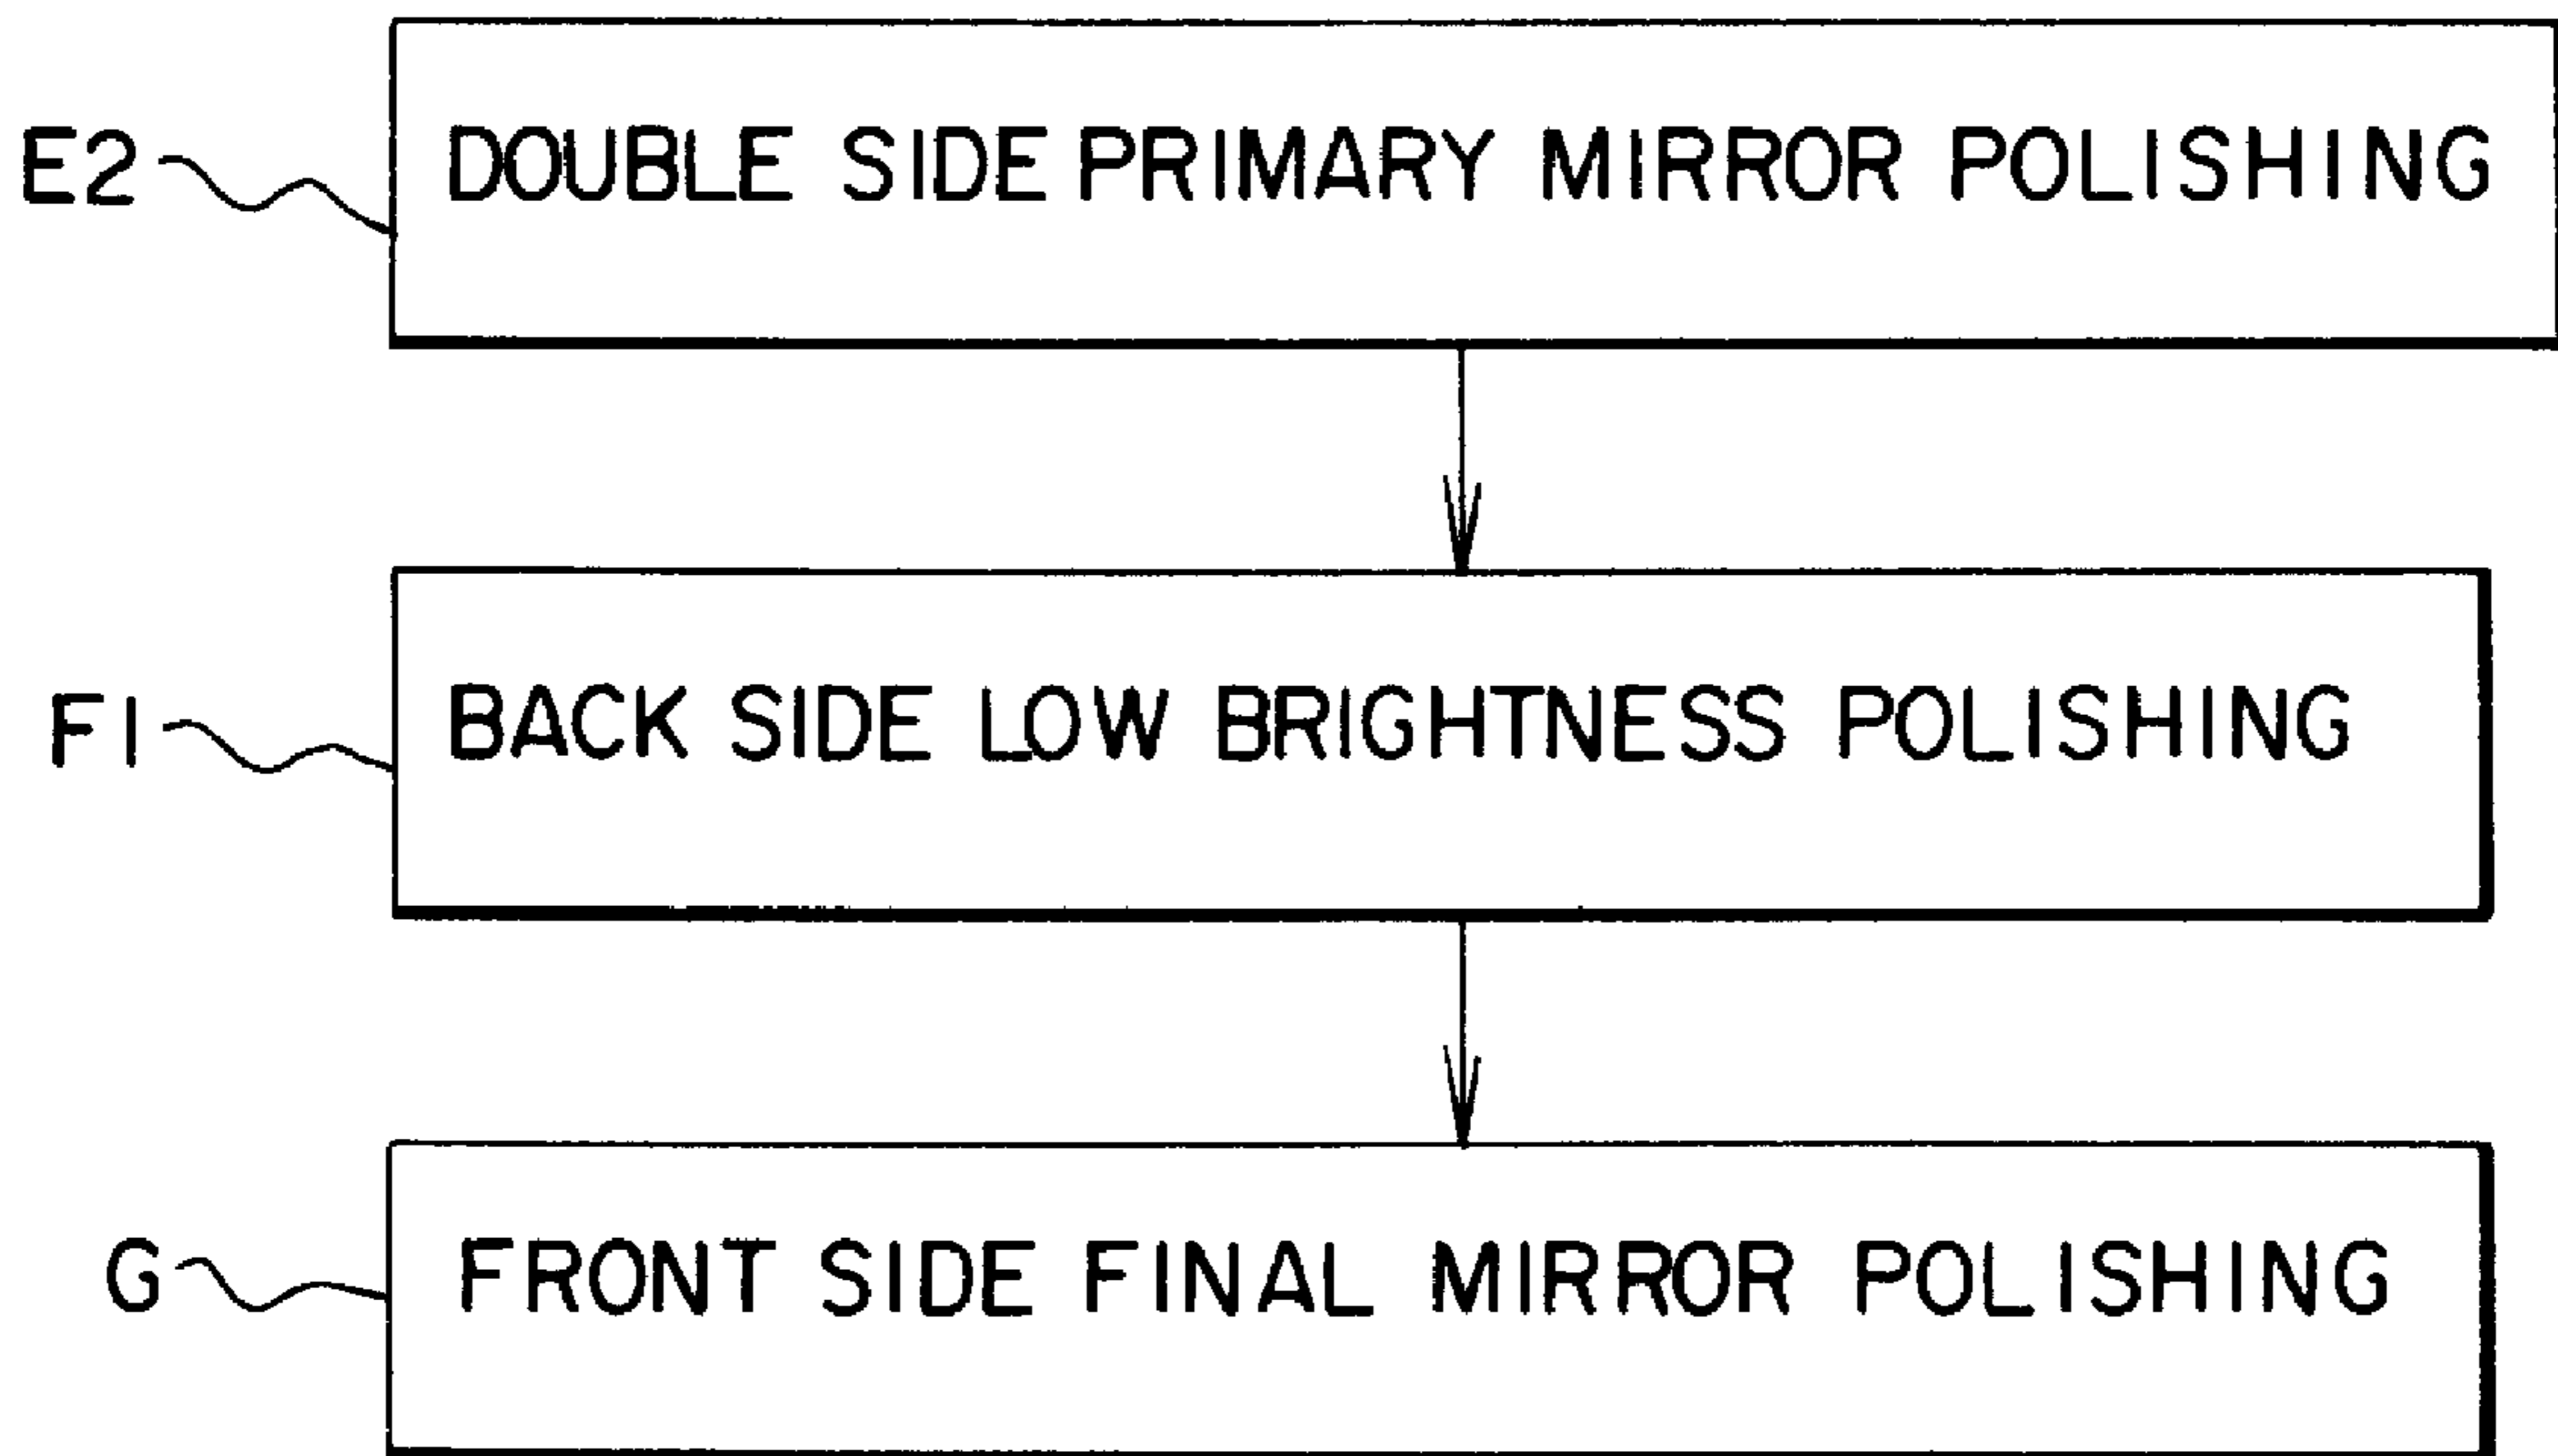 E2 DOUBLE SIDE PRIMARY MIRROR POLISHING
F1 BACK SIDE LOW BRIGHTNESS POLISHING
G FRONT SIDE FINAL MIRROR POLISHING